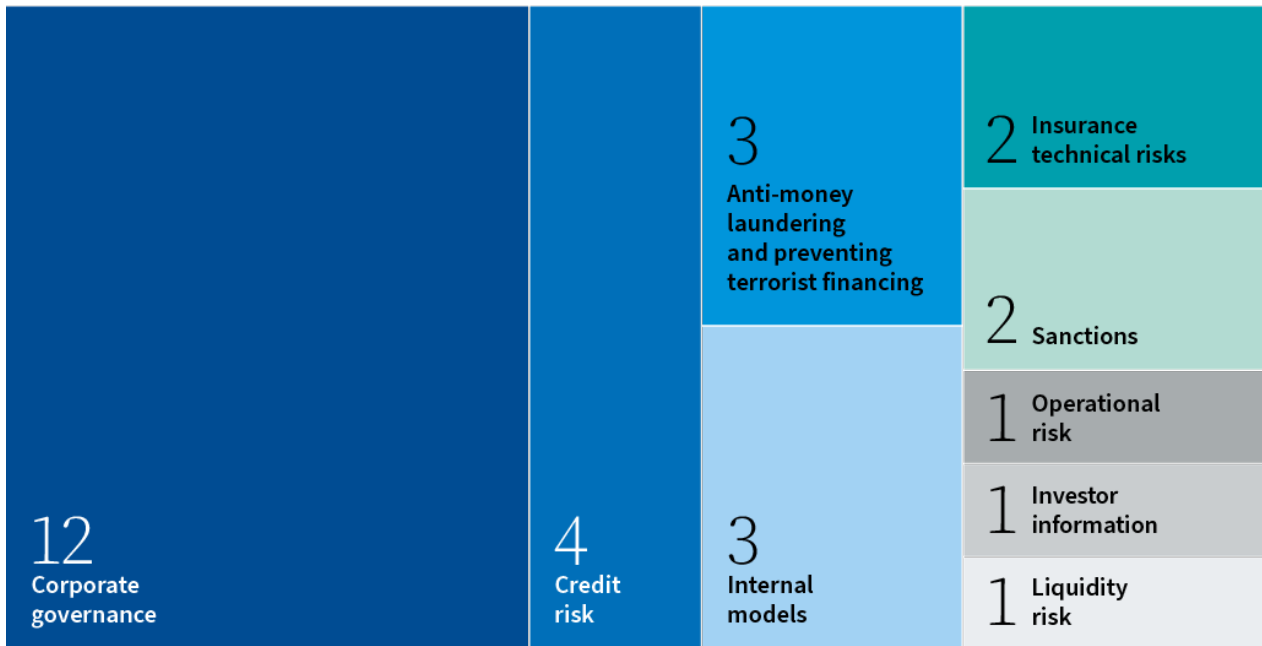 12
Corporate
governance
4
Credit
risk
3
Anti-money
laundering
and preventing
terrorist financing
3
Internal
models
2 Insurance
technical risks
2 Sanctions
1 Operational
risk
1 Investor
information
1 Liquidity
risk